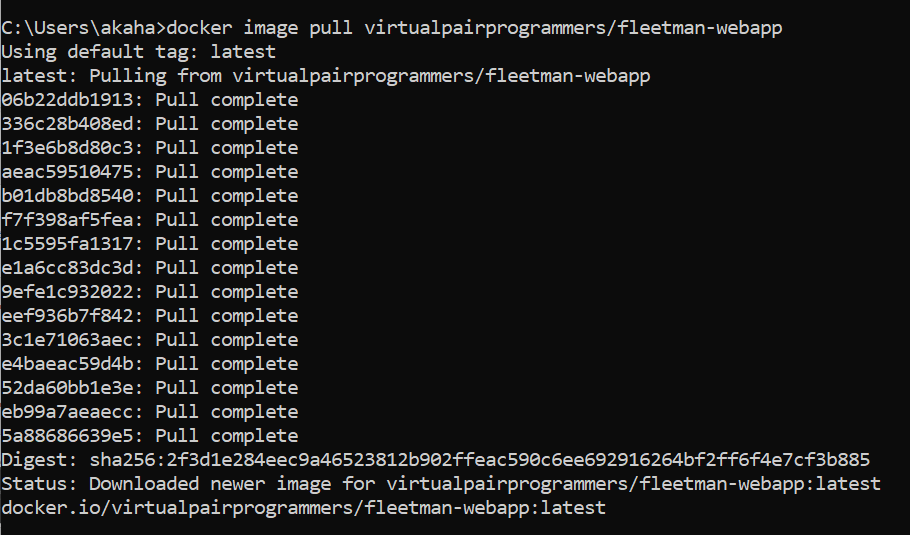 C:\Users\akaha>docker image pull virtualpairprogrammers/fleetman-webapp
Using default tag: latest
latest: Pulling from virtualpairprogrammers/fleetman-webapp
06b22ddb1913: Pull complete
336c28b408ed: Pull complete
1f3e6b8d80c3: Pull complete
aeac59510475: Pull complete
b01db8bd8540: Pull complete
f7f398af5fea: Pull complete
1c5595fa1317: Pull complete
e1a6cc83dc3d: Pull complete
9efe1c932022: Pull complete
eef936b7f842: Pull complete
3c1e71063aec: Pull complete
e4baeac59d4b: Pull complete
52da60bb1e3e: Pull complete
eb99a7aeaecc: Pull complete
5a88686639e5: Pull complete
Digest: sha256:2f3d1e284eec9a46523812b902ffeac590c6ee692916264bf2ff6f4e7cf3b885
Status: Downloaded newer image for virtualpairprogrammers/fleetman-webapp:latest
docker.io/virtualpairprogrammers/fleetman-webapp:latest